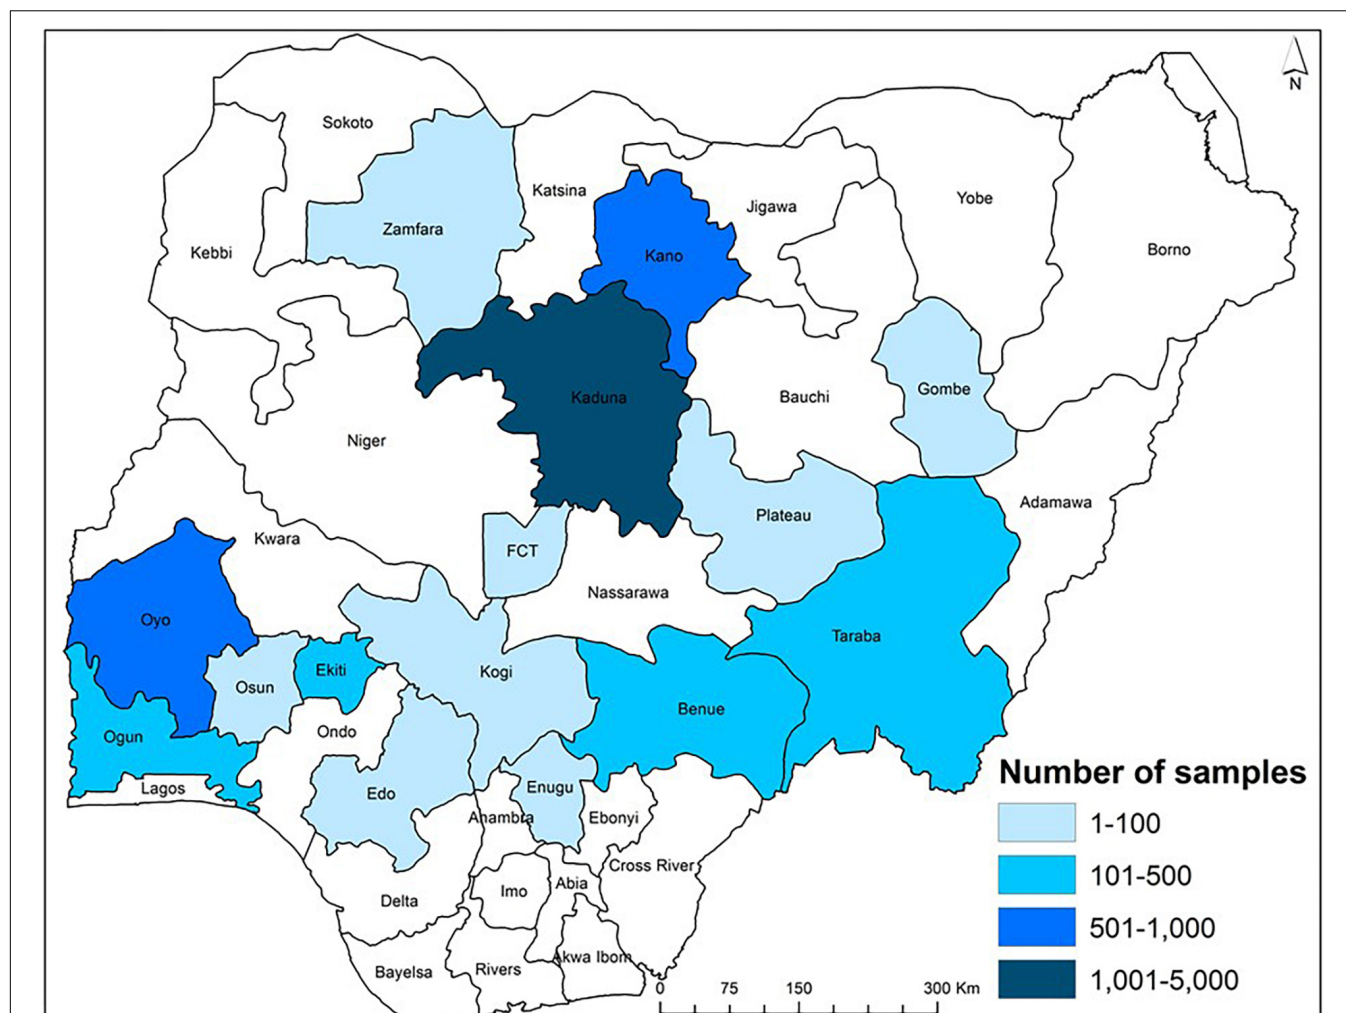 N
Sokoto
Katsina
Yobe
Jigawa
Zamfara
Borno
Kebbi
Kano
Gombe
Kaduna
Bauchi
Niger
Adamawa
Plateau
Kwara
FCT
Nassarawa
Oyo
Taraba
Ekiti
Kogi
Osun
Benue
Ondo
Ogun
Lagos
Enugu
Edo
Anambra
Ebonyi
Cross River
Abia
Imo
Delta
Akwa Ibom
Rivers
Bayelsa
Number of samples
1-100
101-500
501-1,000
1,001-5,000
0 75 150 300 Km